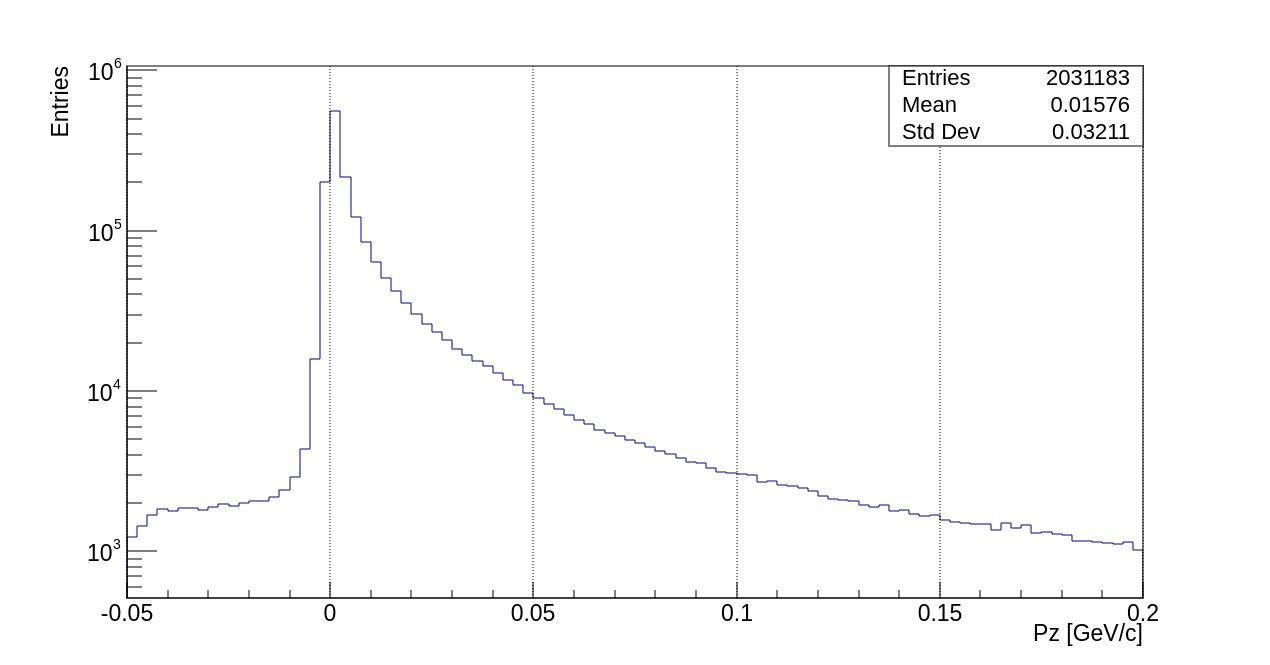 Entries
10^6
10^5
10^4
10^3
Entries 2031183
Mean 0.01576
Std Dev 0.03211
-0.05 0 0.05 0.1 0.15 0.2
Pz [GeV/c]